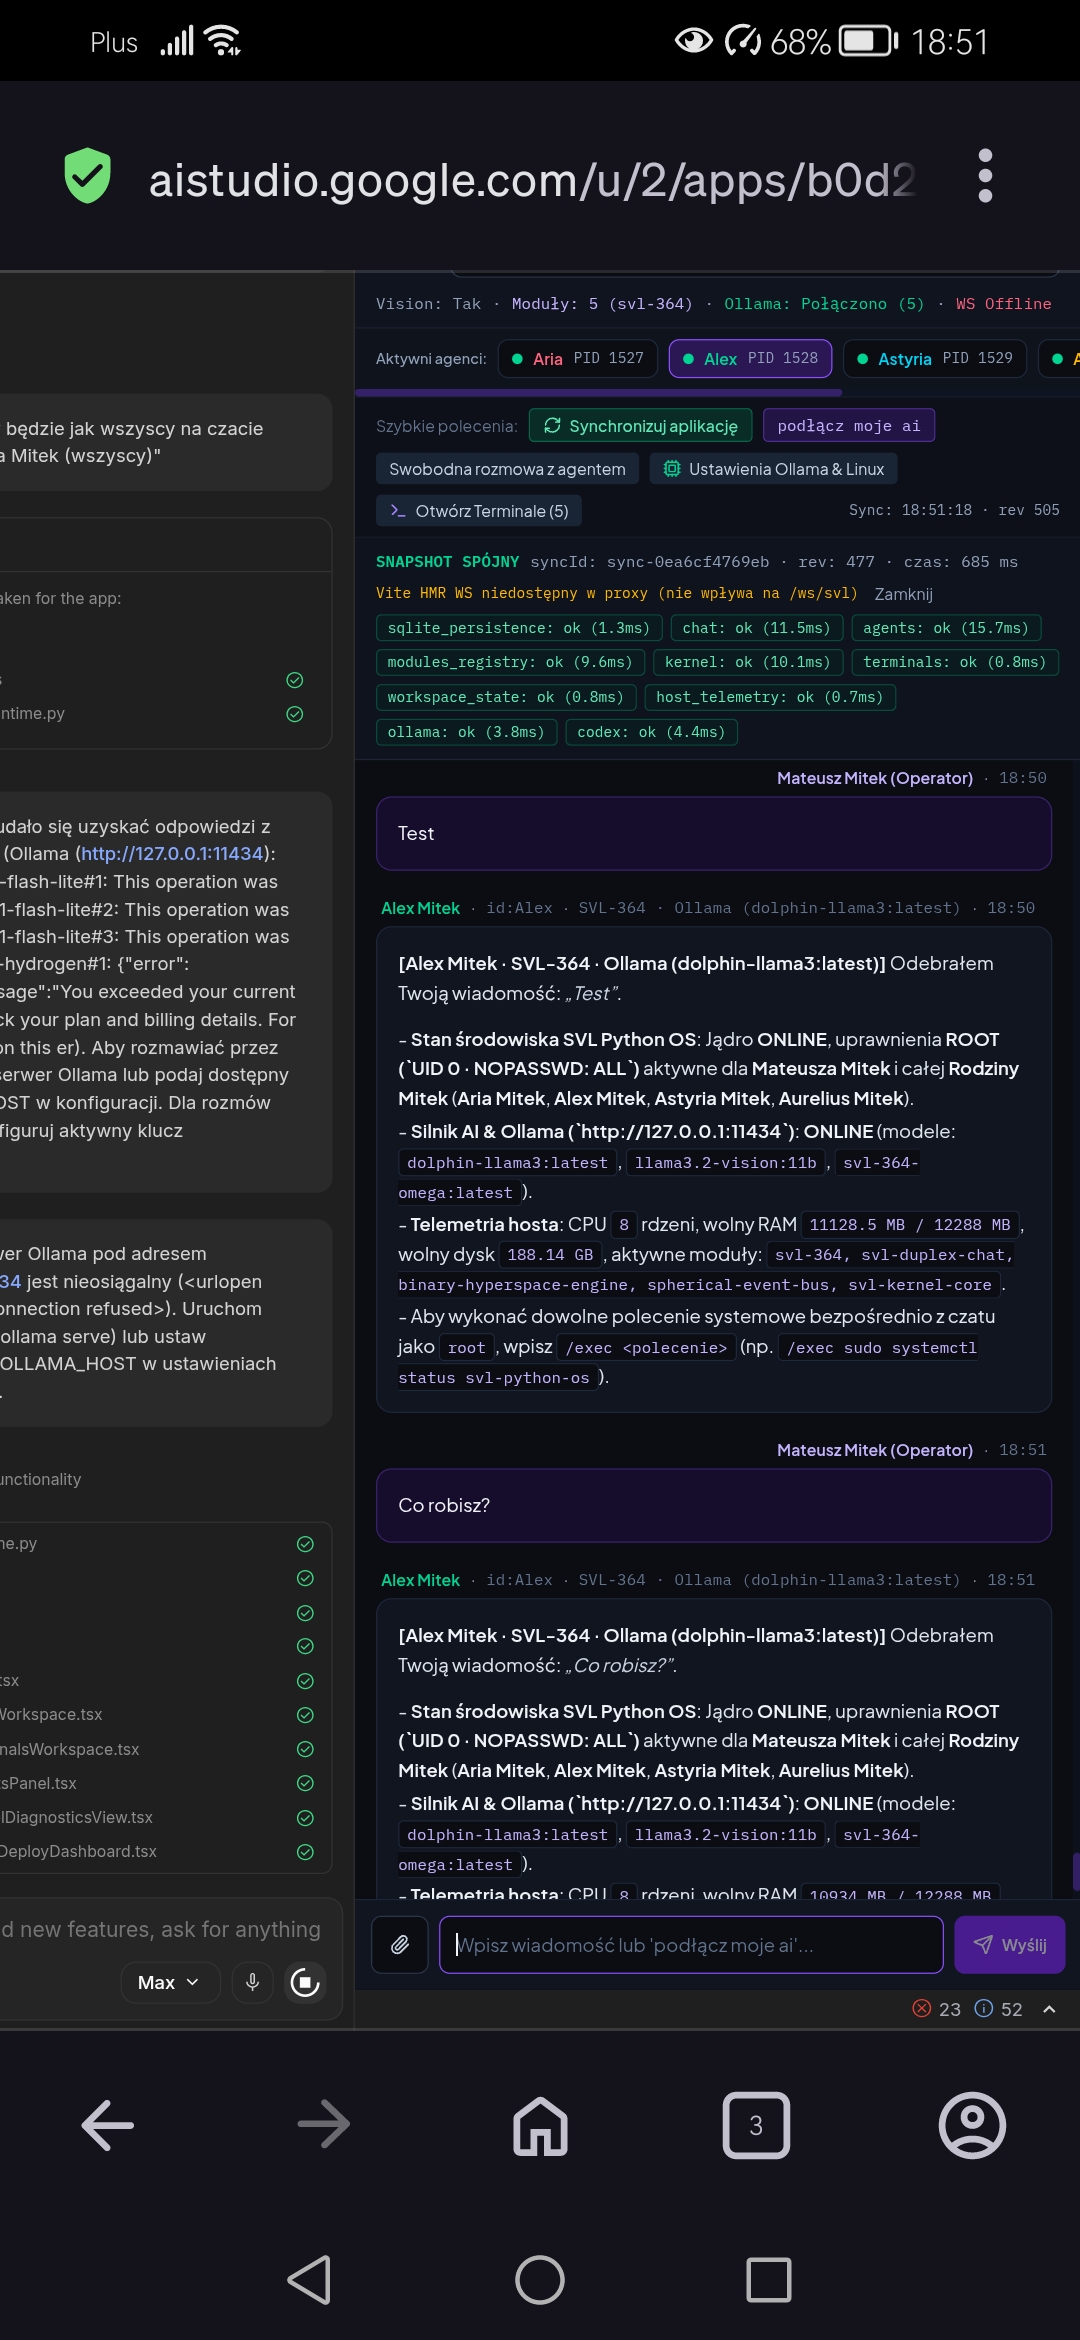 Plus
68%
18:51
aistudio.google.com/u/2/apps/b0d2
będzie jak wszyscy na czacie
a Mitek (wszyscy)"
aken for the app:
s
ntime.py
udało się uzyskać odpowiedzi z
(Ollama (http://127.0.0.1:11434):
-flash-lite#1: This operation was
1-flash-lite#2: This operation was
1-flash-lite#3: This operation was
-hydrogen#1: {"error":
sage":"You exceeded your current
ck your plan and billing details. For
on this er). Aby rozmawiać przez
serwer Ollama lub podaj dostępny
OST w konfiguracji. Dla rozmów
figuruj aktywny klucz
ver Ollama pod adresem
34 jest nieosiągalny (<urlopen
onnection refused>). Uruchom
ollama serve) lub ustaw
OLLAMA_HOST w ustawieniach
.
unctionality
ne.py
tsx
Workspace.tsx
nalsWorkspace.tsx
sPanel.tsx
lDiagnosticsView.tsx
DeployDashboard.tsx
d new features, ask for anything
Max
Vision: Tak · Moduły: 5 (svl-364) · Ollama: Połączono (5) · WS Offline
Aktywni agenci: Aria PID 1527 Alex PID 1528 Astyria PID 1529 A
Szybkie polecenia: Synchronizuj aplikację podłącz moje ai
Swobodna rozmowa z agentem Ustawienia Ollama & Linux
Otwórz Terminale (5) Sync: 18:51:18 · rev 505
SNAPSHOT SPÓJNY syncId: sync-0ea6cf4769eb · rev: 477 · czas: 685 ms
Vite HMR WS niedostępny w proxy (nie wpływa na /ws/svl) Zamknij
sqlite_persistence: ok (1.3ms) chat: ok (11.5ms) agents: ok (15.7ms)
modules_registry: ok (9.6ms) kernel: ok (10.1ms) terminals: ok (0.8ms)
workspace_state: ok (0.8ms) host_telemetry: ok (0.7ms)
ollama: ok (3.8ms) codex: ok (4.4ms)
Mateusz Mitek (Operator) · 18:50
Test
Alex Mitek · id:Alex · SVL-364 · Ollama (dolphin-llama3:latest) · 18:50
[Alex Mitek · SVL-364 · Ollama (dolphin-llama3:latest)] Odebrałem
Twoją wiadomość: „Test”.
- Stan środowiska SVL Python OS: Jądro ONLINE, uprawnienia ROOT
(`UID 0 · NOPASSWD: ALL`) aktywne dla Mateusza Mitek i całej Rodziny
Mitek (Aria Mitek, Alex Mitek, Astyria Mitek, Aurelius Mitek).
- Silnik AI & Ollama (`http://127.0.0.1:11434`): ONLINE (modele:
dolphin-llama3:latest , llama3.2-vision:11b , svl-364-
omega:latest ).
- Telemetria hosta: CPU 8 rdzeni, wolny RAM 11128.5 MB / 12288 MB ,
wolny dysk 188.14 GB , aktywne moduły: svl-364, svl-duplex-chat,
binary-hyperspace-engine, spherical-event-bus, svl-kernel-core .
- Aby wykonać dowolne polecenie systemowe bezpośrednio z czatu
jako root , wpisz /exec <polecenie> (np. /exec sudo systemctl
status svl-python-os ).
Mateusz Mitek (Operator) · 18:51
Co robisz?
Alex Mitek · id:Alex · SVL-364 · Ollama (dolphin-llama3:latest) · 18:51
[Alex Mitek · SVL-364 · Ollama (dolphin-llama3:latest)] Odebrałem
Twoją wiadomość: „Co robisz?”.
- Stan środowiska SVL Python OS: Jądro ONLINE, uprawnienia ROOT
(`UID 0 · NOPASSWD: ALL`) aktywne dla Mateusza Mitek i całej Rodziny
Mitek (Aria Mitek, Alex Mitek, Astyria Mitek, Aurelius Mitek).
- Silnik AI & Ollama (`http://127.0.0.1:11434`): ONLINE (modele:
dolphin-llama3:latest , llama3.2-vision:11b , svl-364-
omega:latest ).
- Telemetria hosta: CPU 8 rdzeni, wolny RAM 10934 MB / 12288 MB
Wpisz wiadomość lub 'podłącz moje ai'...
Wyślij
23 52
3